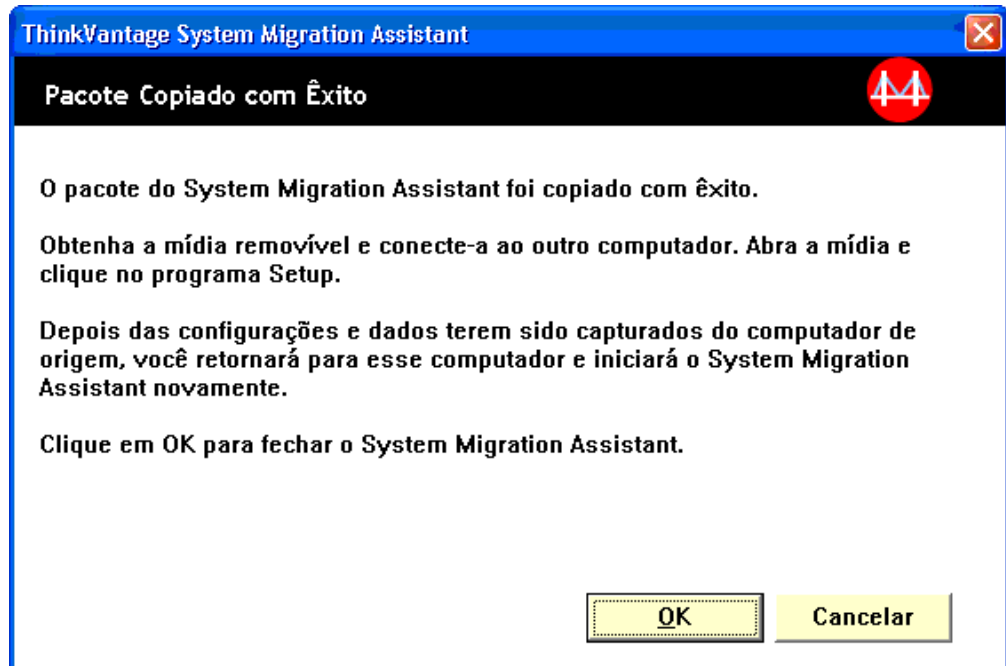 ThinkVantage System Migration Assistant
Pacote Copiado com Êxito
O pacote do System Migration Assistant foi copiado com êxito.
Obtenha a mídia removível e conecte-a ao outro computador. Abra a mídia e
clique no programa Setup.
Depois das configurações e dados terem sido capturados do computador de
origem, você retornará para esse computador e iniciará o System Migration
Assistant novamente.
Clique em OK para fechar o System Migration Assistant.
OK
Cancelar